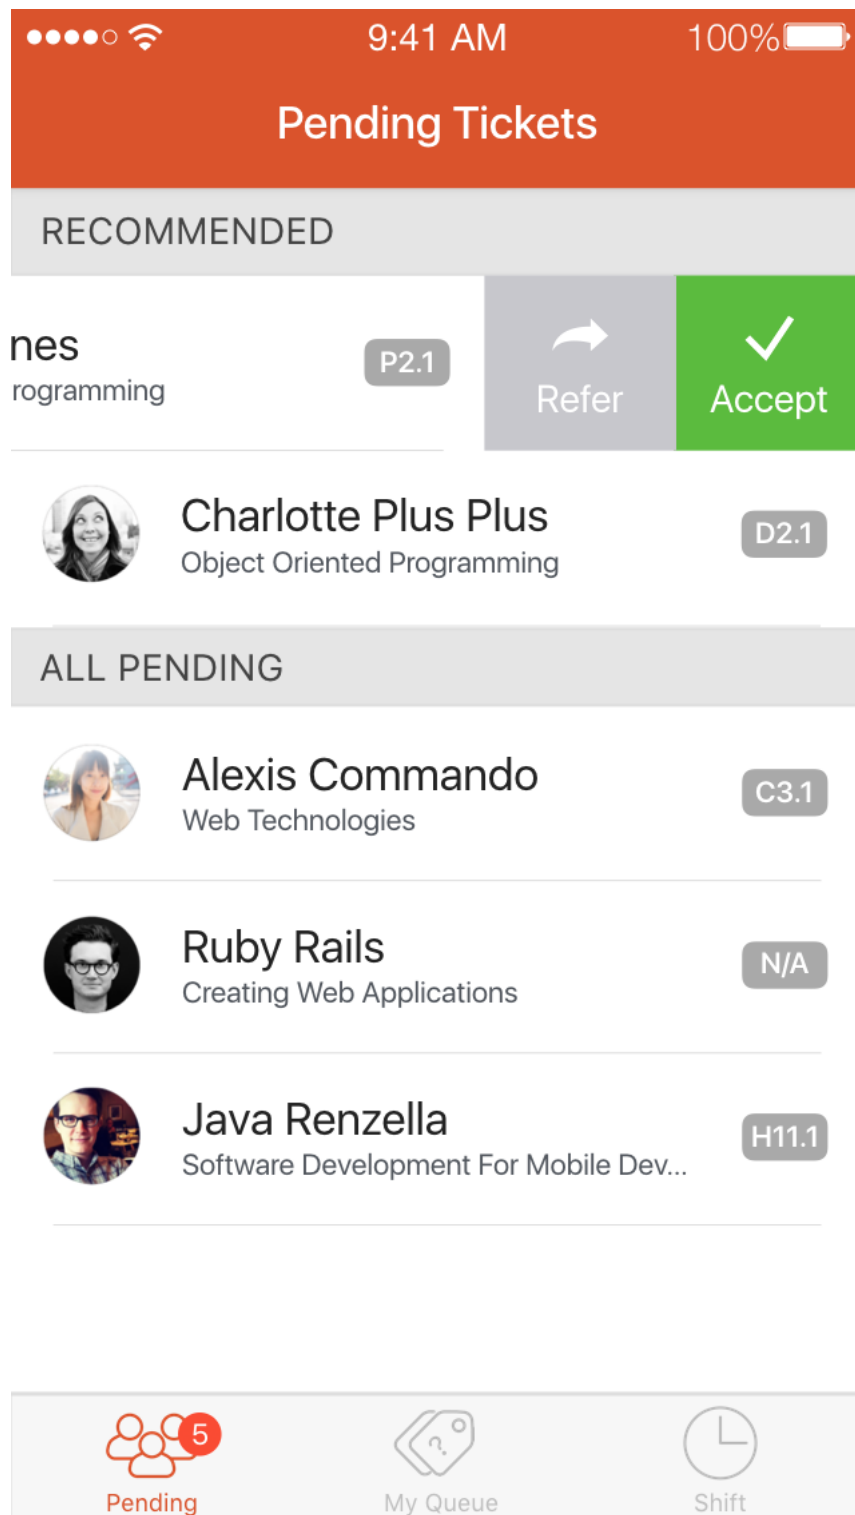 9:41 AM 100%
Pending Tickets
RECOMMENDED
nes
rogramming
P2.1
Refer
Accept
Charlotte Plus Plus
Object Oriented Programming
D2.1
ALL PENDING
Alexis Commando
Web Technologies
C3.1
Ruby Rails
Creating Web Applications
N/A
Java Renzella
Software Development For Mobile Dev...
H11.1
5
?
Pending
My Queue
Shift